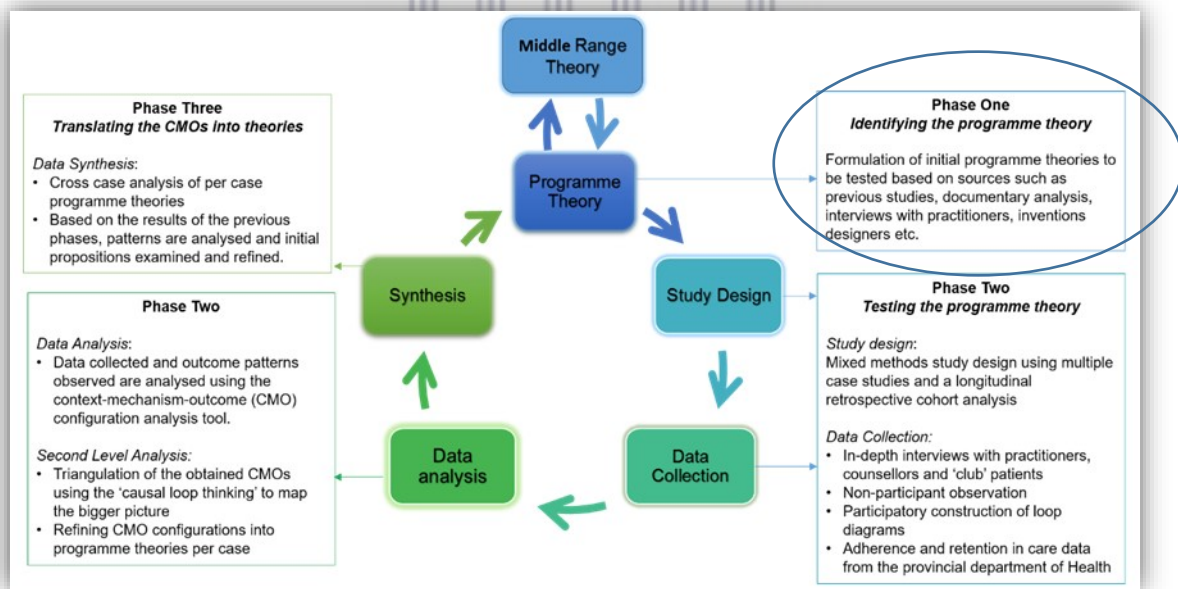 Middle Range
Theory
Programme
Theory
Study Design
Data
Collection
Data
analysis
Synthesis
Phase One
Identifying the programme theory
Formulation of initial programme theories to
be tested based on sources such as
previous studies, documentary analysis,
interviews with practitioners, inventions
designers etc.
Phase Two
Testing the programme theory
Study design:
Mixed methods study design using multiple
case studies and a longitudinal
retrospective cohort analysis
Data Collection:
• In-depth interviews with practitioners,
counsellors and ‘club’ patients
• Non-participant observation
• Participatory construction of loop
diagrams
• Adherence and retention in care data
from the provincial department of Health
Phase Two
Data Analysis:
• Data collected and outcome patterns
observed are analysed using the
context-mechanism-outcome (CMO)
configuration analysis tool.
Second Level Analysis:
• Triangulation of the obtained CMOs
using the ‘causal loop thinking’ to map
the bigger picture
• Refining CMO configurations into
programme theories per case
Phase Three
Translating the CMOs into theories
Data Synthesis:
• Cross case analysis of per case
programme theories
• Based on the results of the previous
phases, patterns are analysed and initial
propositions examined and refined.